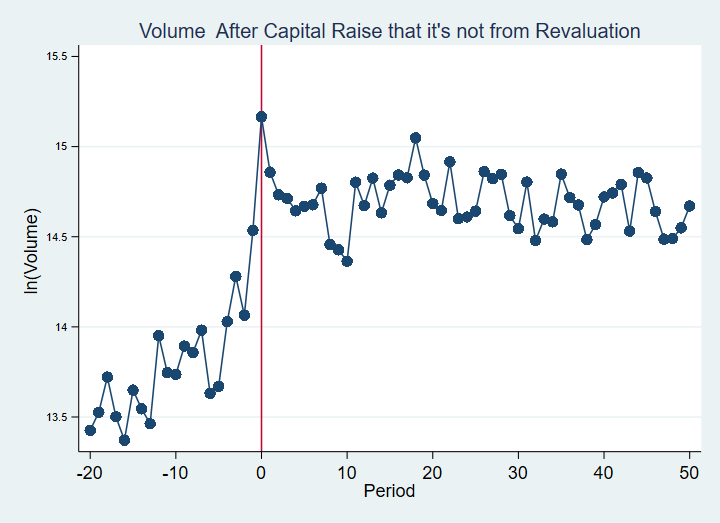 Volume  After Capital Raise that it's not from Revaluation
15.5
15
14.5
14
13.5
ln(Volume)
-20 -10 0 10 20 30 40 50
Period